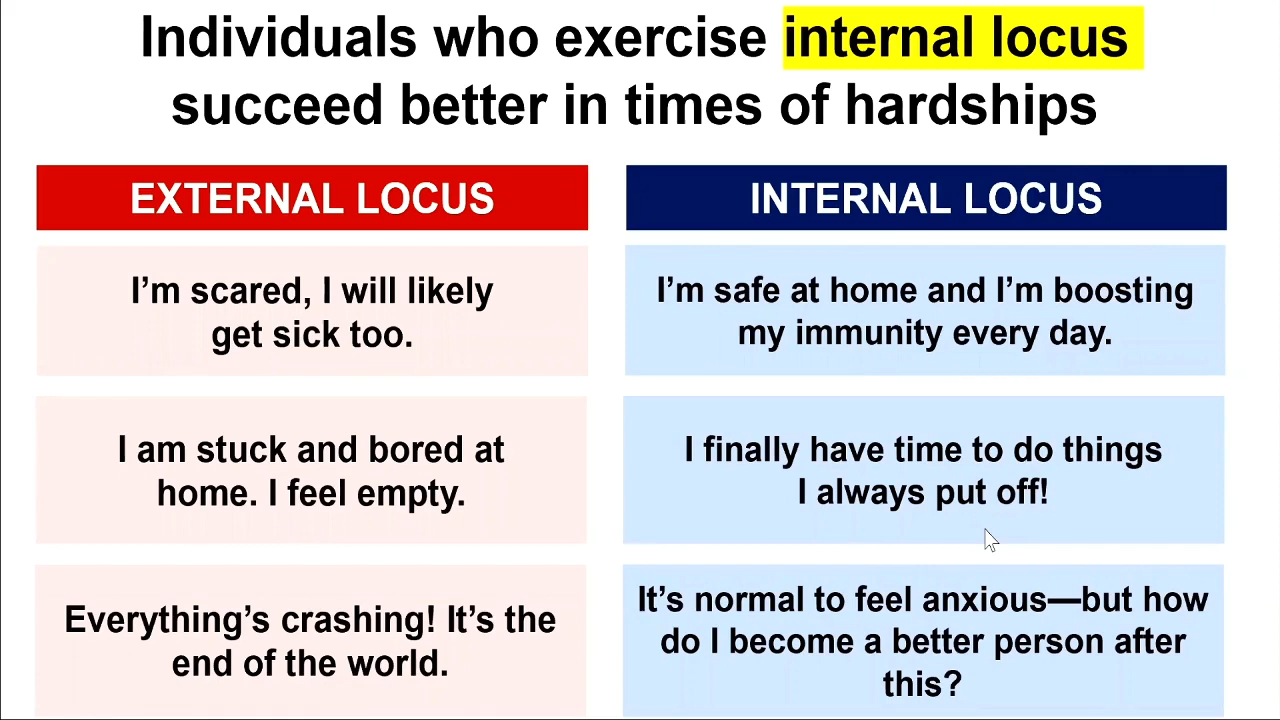 Individuals who exercise internal locus
succeed better in times of hardships
EXTERNAL LOCUS
INTERNAL LOCUS
I'm scared, I will likely
get sick too.
I'm safe at home and I'm boosting
my immunity every day.
I am stuck and bored at
home. I feel empty.
I finally have time to do things
I always put off!
Everything's crashing! It's the
end of the world.
It's normal to feel anxious—but how
do I become a better person after
this?